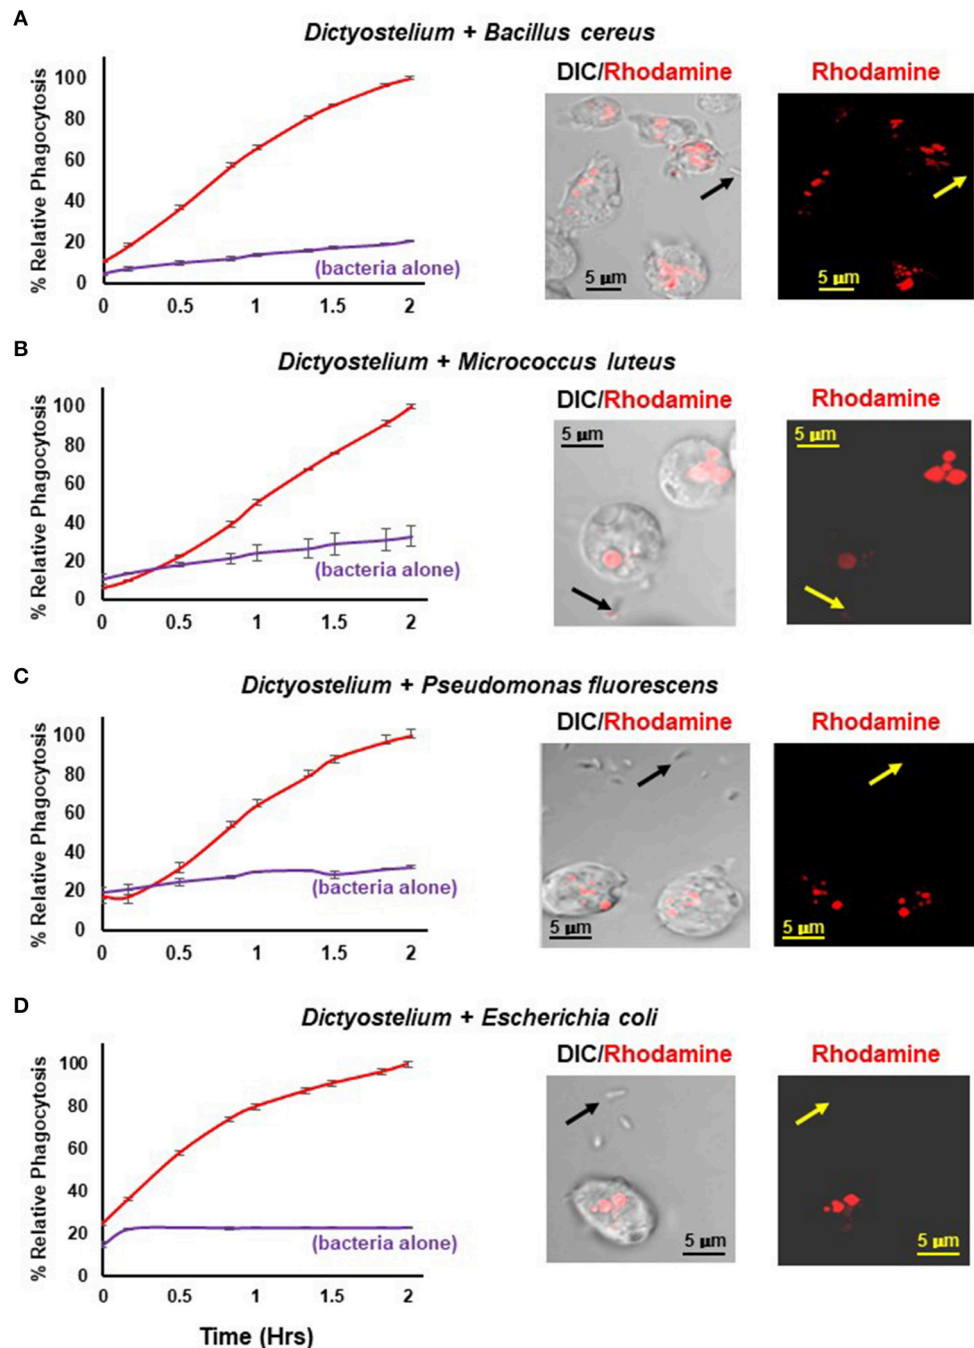 A
Dictyostelium + Bacillus cereus
% Relative Phagocytosis
100
80
60
40
20
0
0 0.5 1 1.5 2
(bacteria alone)
DIC/Rhodamine
5 μm
Rhodamine
5 μm
B
Dictyostelium + Micrococcus luteus
% Relative Phagocytosis
100
80
60
40
20
0
0 0.5 1 1.5 2
(bacteria alone)
DIC/Rhodamine
5 μm
Rhodamine
5 μm
C
Dictyostelium + Pseudomonas fluorescens
% Relative Phagocytosis
100
80
60
40
20
0
0 0.5 1 1.5 2
(bacteria alone)
DIC/Rhodamine
5 μm
Rhodamine
5 μm
D
Dictyostelium + Escherichia coli
% Relative Phagocytosis
100
80
60
40
20
0
0 0.5 1 1.5 2
(bacteria alone)
Time (Hrs)
DIC/Rhodamine
5 μm
Rhodamine
5 μm